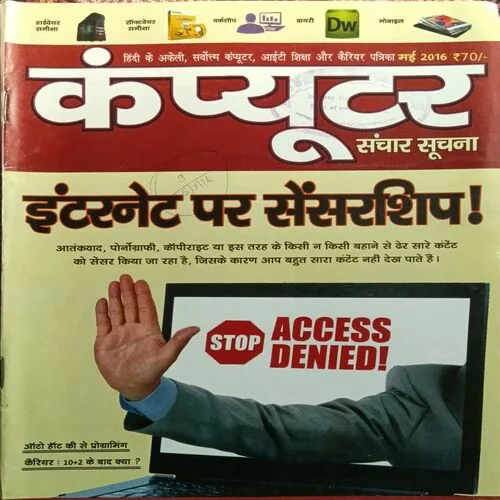 हार्डवेयर
समीक्षा
सॉफ्टवेयर
समीक्षा
वर्कशॉप
डायरी
Dw
मोबाइल
हिंदी के अकेली, सर्वोत्तम कंप्यूटर, आईटी शिक्षा और कैरियर पत्रिका मई 2016 ₹70/-
कंप्यूटर
संचार सूचना
इंटरनेट पर सेंसरशिप!
आतंकवाद, पोर्नोग्राफी, कॉपीराइट या इस तरह के किसी न किसी बहाने से ढेर सारे कंटेंट
को सेंसर किया जा रहा है, जिसके कारण आप बहुत सारा कंटेंट नही देख पाते हैं।
STOP
ACCESS
DENIED!
ऑटो हॉट की से प्रोग्रामिंग
कैरियर : 10+2 के बाद क्या ?